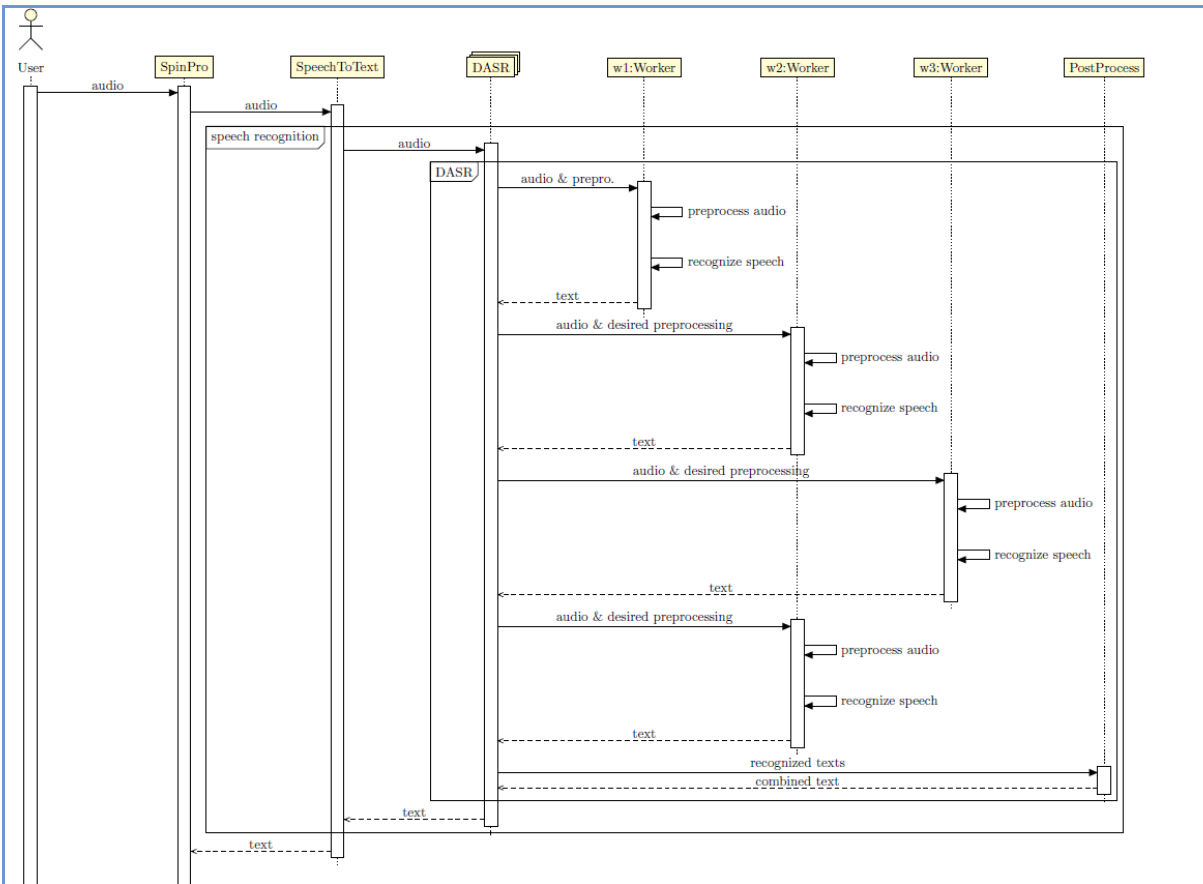 User
SpinPro
SpeechToText
DASR
w1:Worker
w2:Worker
w3:Worker
PostProcess
audio
audio
speech recognition
audio
DASR
audio & prepro.
preprocess audio
recognize speech
text
audio & desired preprocessing
preprocess audio
recognize speech
text
audio & desired preprocessing
preprocess audio
recognize speech
text
audio & desired preprocessing
preprocess audio
recognize speech
text
recognized texts
combined text
text
text